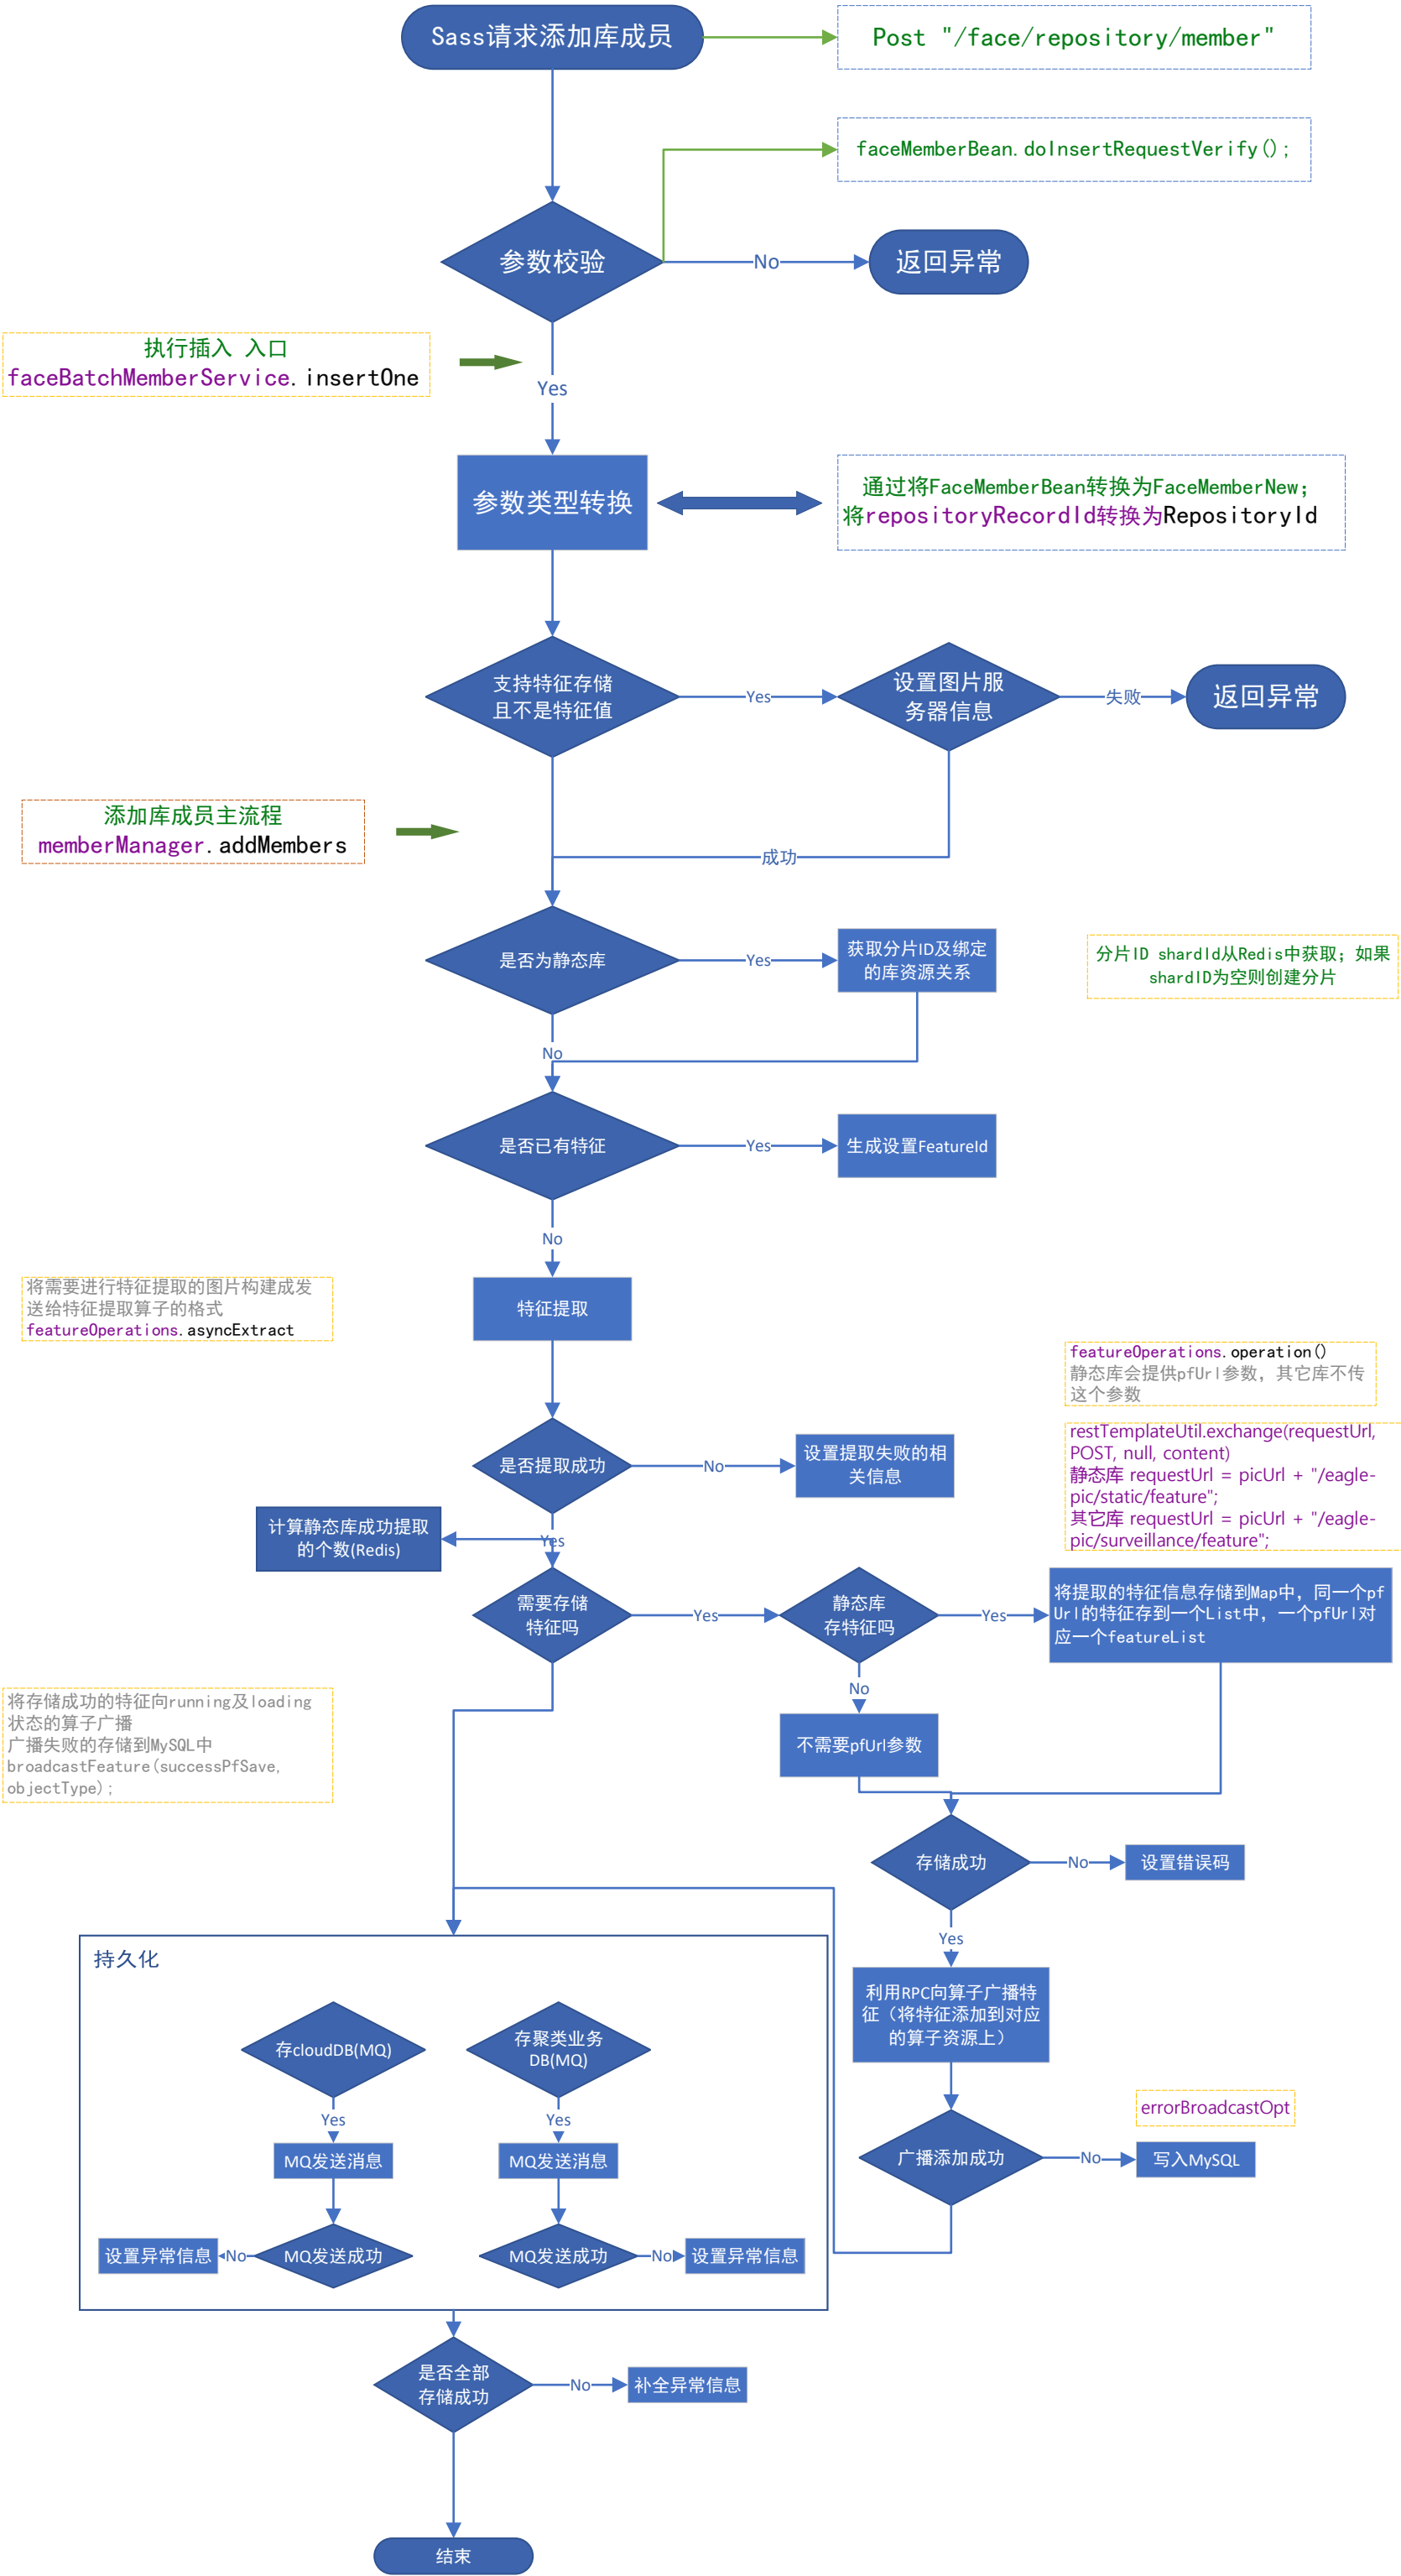 Sass请求添加库成员
Post "/face/repository/member"
faceMemberBean.doInsertRequestVerify();
参数校验
No
返回异常
执行插入 入口
faceBatchMemberService.insertOne
Yes
参数类型转换
通过将FaceMemberBean转换为FaceMemberNew;
将repositoryRecordId转换为RepositoryId
支持特征存储
且不是特征值
Yes
设置图片服
务器信息
失败
返回异常
添加库成员主流程
memberManager.addMembers
成功
是否为静态库
Yes
获取分片ID及绑定
的库资源关系
分片ID shardId从Redis中获取;如果
shardID为空则创建分片
No
是否已有特征
Yes
生成设置FeatureId
No
将需要进行特征提取的图片构建成发
送给特征提取算子的格式
featureOperations.asyncExtract
特征提取
featureOperations.operation()
静态库会提供pfUrl参数，其它库不传
这个参数
restTemplateUtil.exchange(requestUrl,
POST, null, content)
静态库 requestUrl = picUrl + "/eagle-
pic/static/feature";
其它库 requestUrl = picUrl + "/eagle-
pic/surveillance/feature";
是否提取成功
No
设置提取失败的相
关信息
计算静态库成功提取
的个数(Redis)
Yes
需要存储
特征吗
Yes
静态库
存特征吗
Yes
将提取的特征信息存储到Map中，同一个pf
Url的特征存到一个List中，一个pfUrl对
应一个featureList
No
不需要pfUrl参数
将存储成功的特征向running及loading
状态的算子广播
广播失败的存储到MySQL中
broadcastFeature(successPfSave,
objectType);
存储成功
No
设置错误码
Yes
持久化
利用RPC向算子广播特
征（将特征添加到对应
的算子资源上）
存cloudDB(MQ)
存聚类业务
DB(MQ)
Yes
Yes
errorBroadcastOpt
MQ发送消息
MQ发送消息
广播添加成功
No
写入MySQL
设置异常信息
No
MQ发送成功
MQ发送成功
No
设置异常信息
是否全部
存储成功
No
补全异常信息
结束